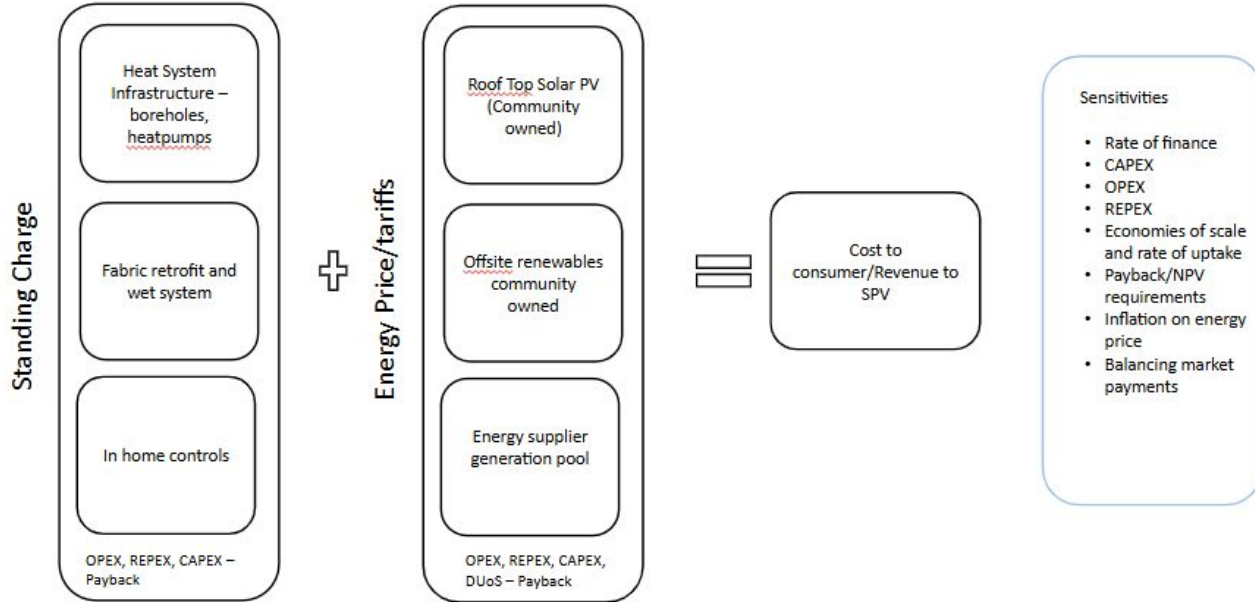 Standing Charge
Heat System
Infrastructure –
boreholes,
heatpumps
Fabric retrofit and
wet system
In home controls
OPEX, REPEX, CAPEX –
Payback
Energy Price/tariffs
Roof Top Solar PV
(Community
owned)
Offsite renewables
community
owned
Energy supplier
generation pool
OPEX, REPEX, CAPEX,
DUoS – Payback
Cost to
consumer/Revenue to
SPV
Sensitivities
• Rate of finance
• CAPEX
• OPEX
• REPEX
• Economies of scale
and rate of uptake
• Payback/NPV
requirements
• Inflation on energy
price
• Balancing market
payments